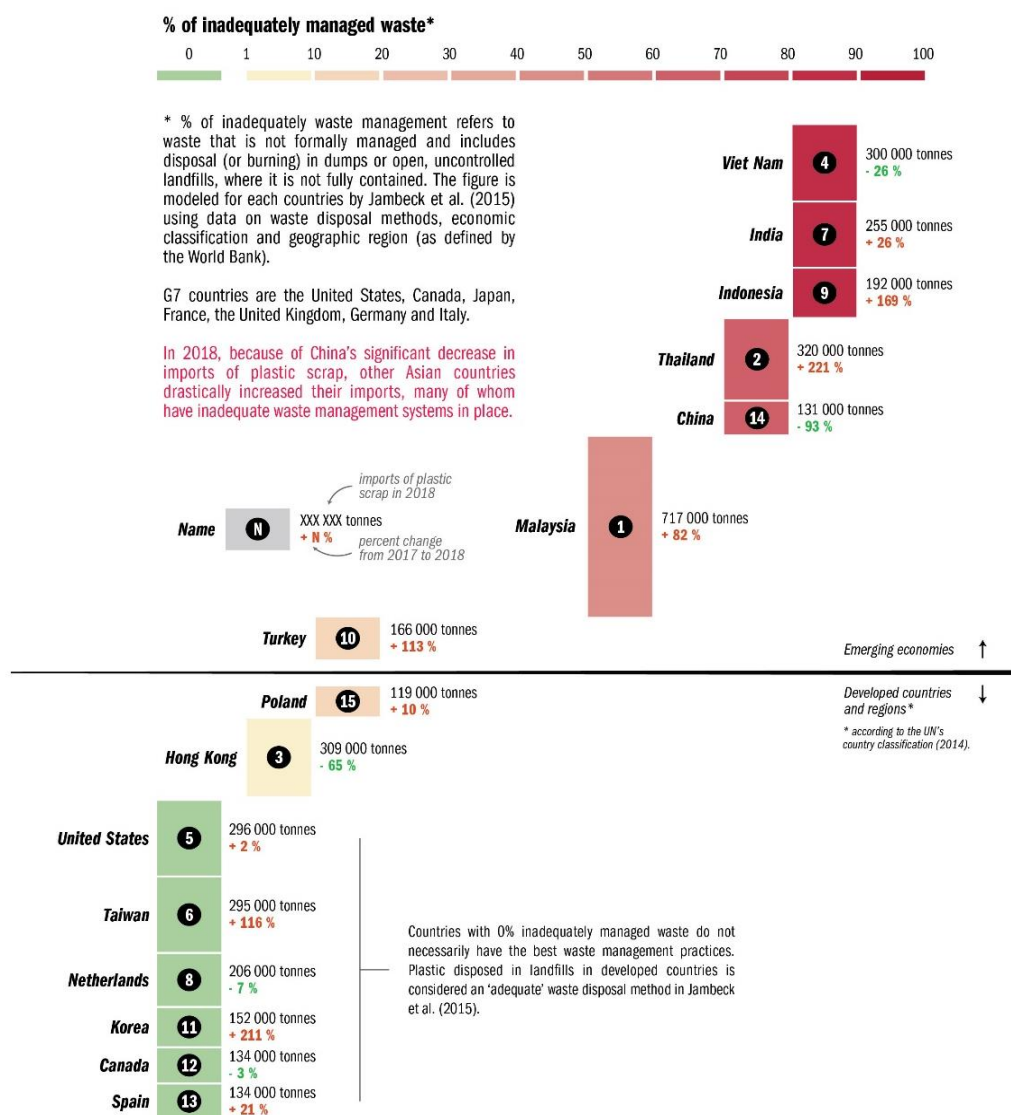 % of inadequately managed waste*
0 1 10 20 30 40 50 60 70 80 90 100
* % of inadequately waste management refers to
waste that is not formally managed and includes
disposal (or burning) in dumps or open, uncontrolled
landfills, where it is not fully contained. The figure is
modeled for each countries by Jambeck et al. (2015)
using data on waste disposal methods, economic
classification and geographic region (as defined by
the World Bank).
G7 countries are the United States, Canada, Japan,
France, the United Kingdom, Germany and Italy.
In 2018, because of China's significant decrease in
imports of plastic scrap, other Asian countries
drastically increased their imports, many of whom
have inadequate waste management systems in place.
Viet Nam 4 300 000 tonnes
- 26 %
India 7 255 000 tonnes
+ 26 %
Indonesia 9 192 000 tonnes
+ 169 %
Thailand 2 320 000 tonnes
+ 221 %
China 14 131 000 tonnes
- 93 %
imports of plastic
scrap in 2018
Name N XXX XXX tonnes
+ N %
percent change
from 2017 to 2018
Malaysia 1 717 000 tonnes
+ 82 %
Turkey 10 166 000 tonnes
+ 113 %
Emerging economies ↑
Poland 15 119 000 tonnes
+ 10 %
Developed countries ↓
and regions*
* according to the UN's
country classification (2014).
Hong Kong 3 309 000 tonnes
- 65 %
United States 5 296 000 tonnes
+ 2 %
Taiwan 6 295 000 tonnes
+ 116 %
Netherlands 8 206 000 tonnes
- 7 %
Korea 11 152 000 tonnes
+ 211 %
Canada 12 134 000 tonnes
- 3 %
Spain 13 134 000 tonnes
+ 21 %
Countries with 0% inadequately managed waste do not
necessarily have the best waste management practices.
Plastic disposed in landfills in developed countries is
considered an 'adequate' waste disposal method in Jambeck
et al. (2015).